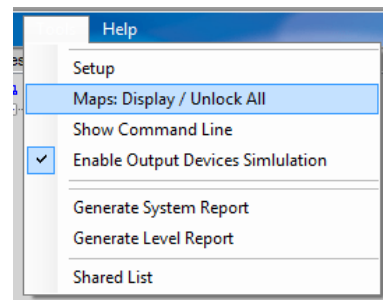 Help
es
Setup
Maps: Display / Unlock All
Show Command Line
Enable Output Devices Simlulation
Generate System Report
Generate Level Report
Shared List